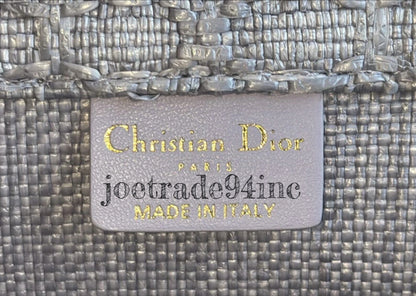 Christian Dior
PARIS
joetrade94inc
MADE IN ITALY